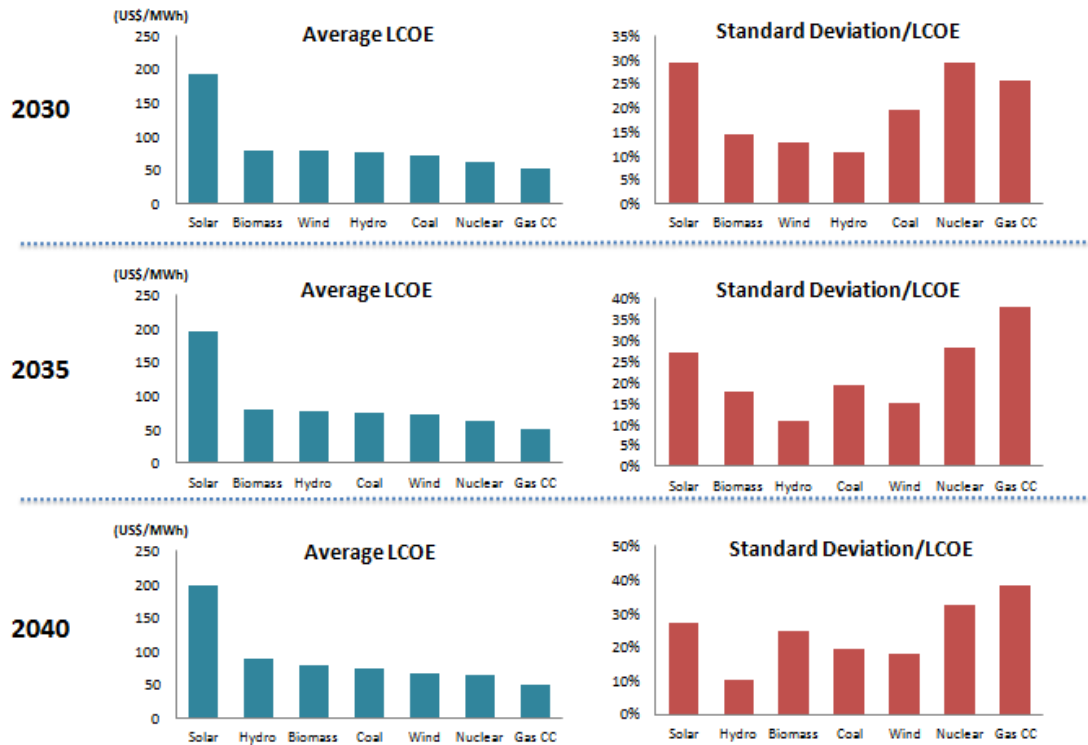 (US$/MWh)
Average LCOE
Standard Deviation/LCOE
2030
250
200
150
100
50
0
Solar Biomass Wind Hydro Coal Nuclear Gas CC
35%
30%
25%
20%
15%
10%
5%
0%
Solar Biomass Wind Hydro Coal Nuclear Gas CC
(US$/MWh)
Average LCOE
Standard Deviation/LCOE
2035
250
200
150
100
50
0
Solar Biomass Hydro Coal Wind Nuclear Gas CC
40%
35%
30%
25%
20%
15%
10%
5%
0%
Solar Biomass Hydro Coal Wind Nuclear Gas CC
(US$/MWh)
Average LCOE
Standard Deviation/LCOE
2040
250
200
150
100
50
0
Solar Hydro Biomass Coal Wind Nuclear Gas CC
50%
40%
30%
20%
10%
0%
Solar Hydro Biomass Coal Wind Nuclear Gas CC